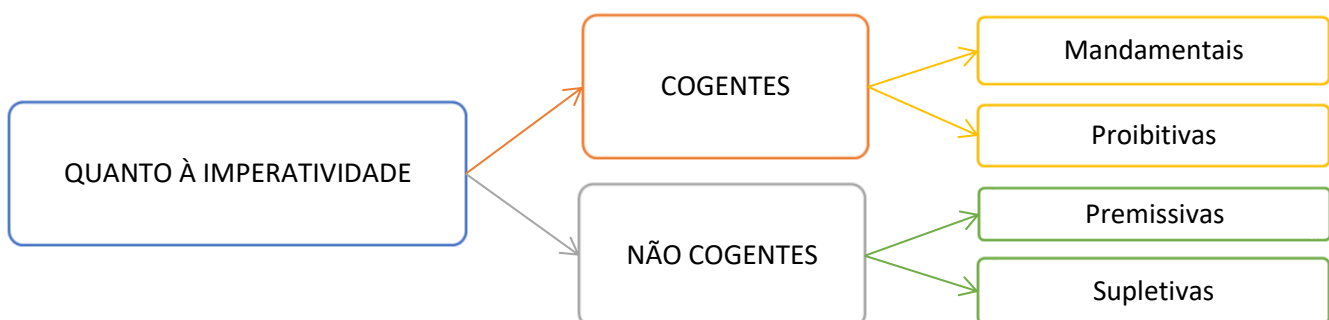 QUANTO À IMPERATIVIDADE
COGENTES
Mandamentais
Proibitivas
NÃO COGENTES
Premissivas
Supletivas